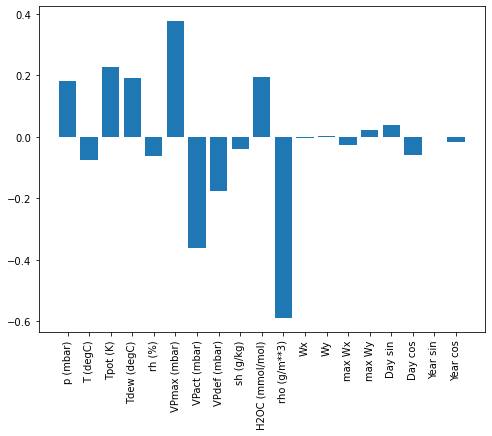 0.4
0.2
0.0
−0.2
−0.4
−0.6
p (mbar)
T (degC)
Tpot (K)
Tdew (degC)
rh (%)
VPmax (mbar)
VPact (mbar)
VPdef (mbar)
sh (g/kg)
H2OC (mmol/mol)
rho (g/m**3)
Wx
Wy
max Wx
max Wy
Day sin
Day cos
Year sin
Year cos